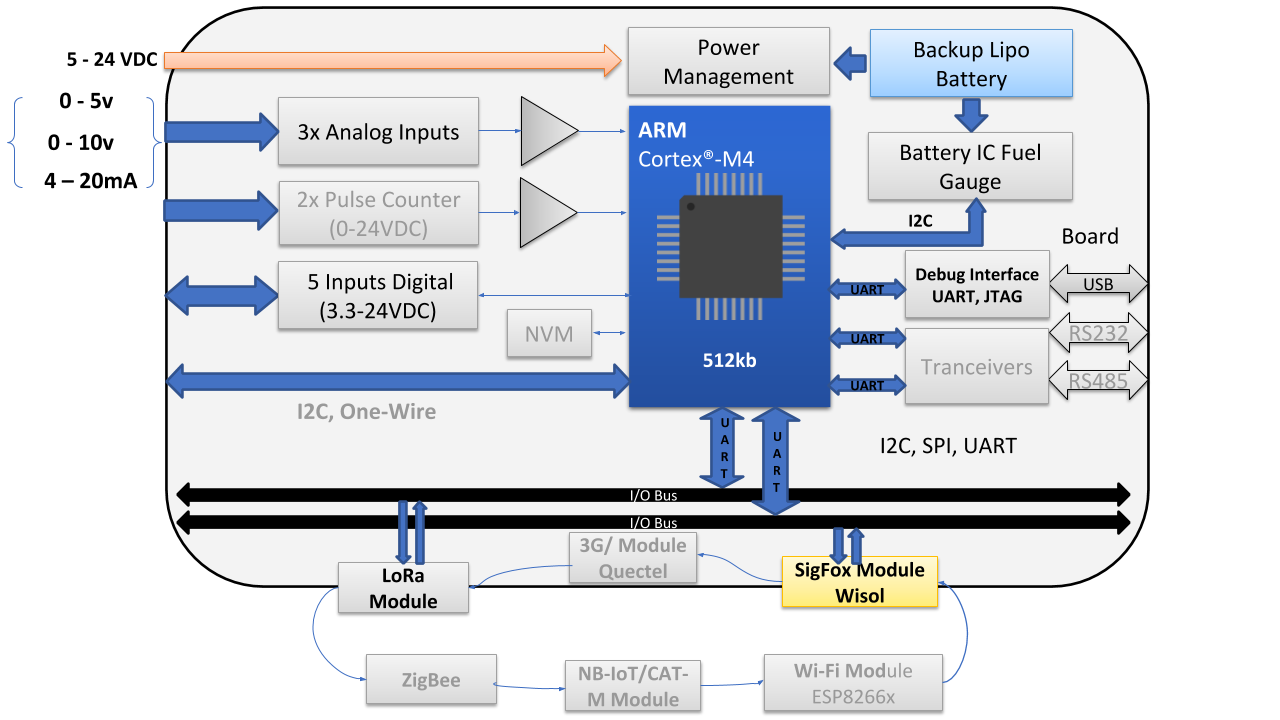 5 - 24 VDC
0 - 5v
0 - 10v
4 – 20mA
Power
Management
Backup Lipo
Battery
3x Analog Inputs
ARM
Cortex®-M4
Battery IC Fuel
Gauge
2x Pulse Counter
(0-24VDC)
I2C
Board
5 Inputs Digital
(3.3-24VDC)
UART
Debug Interface
UART, JTAG
USB
NVM
512kb
UART
UART
Tranceivers
RS232
RS485
I2C, One-Wire
UART
UART
I2C, SPI, UART
I/O Bus
I/O Bus
3G/ Module
Quectel
LoRa
Module
SigFox Module
Wisol
ZigBee
NB-IoT/CAT-
M Module
Wi-Fi Module
ESP8266x